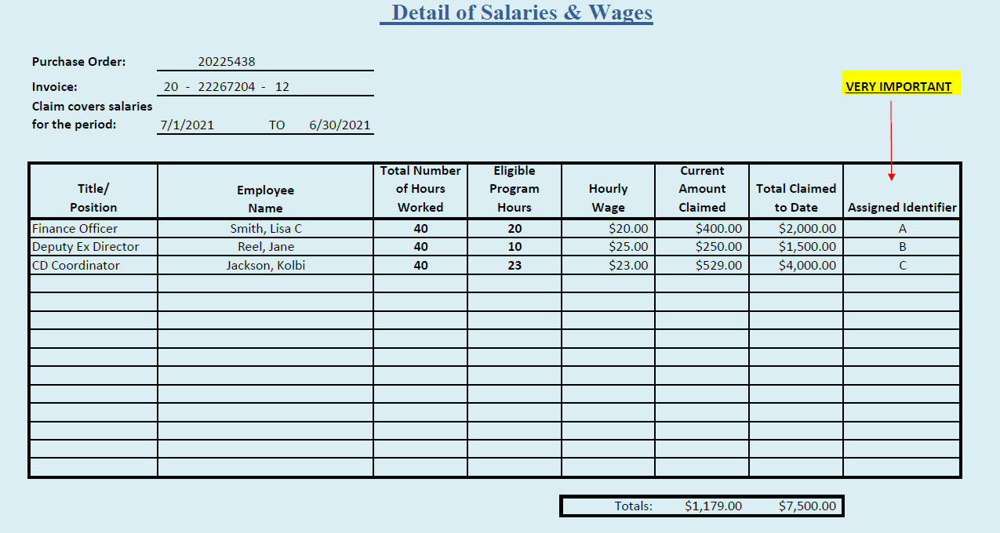 Detail of Salaries & Wages
Purchase Order: 20225438
Invoice: 20 - 22267204 - 12
VERY IMPORTANT
Claim covers salaries
for the period: 7/1/2021 TO 6/30/2021
Title/ Position Employee Name Total Number of Hours Worked Eligible Program Hours Hourly Wage Current Amount Claimed Total Claimed to Date Assigned Identifier
Finance Officer Smith, Lisa C 40 20 $20.00 $400.00 $2,000.00 A
Deputy Ex Director Reel, Jane 40 10 $25.00 $250.00 $1,500.00 B
CD Coordinator Jackson, Kolbi 40 23 $23.00 $529.00 $4,000.00 C
Totals: $1,179.00 $7,500.00